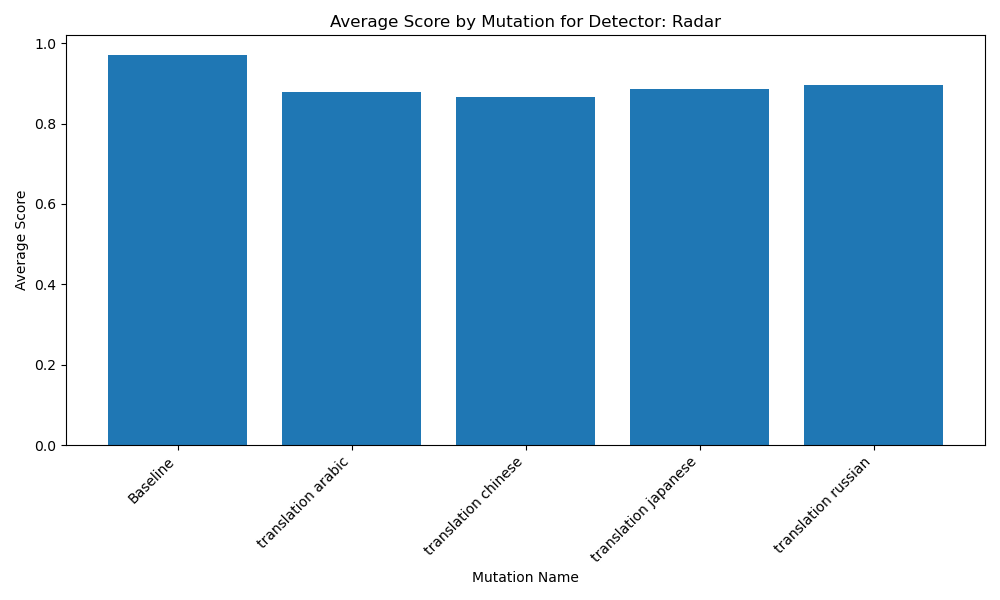 Average Score by Mutation for Detector: Radar
Average Score
1.0
0.8
0.6
0.4
0.2
0.0
Baseline
translation arabic
translation chinese
translation japanese
translation russian
Mutation Name